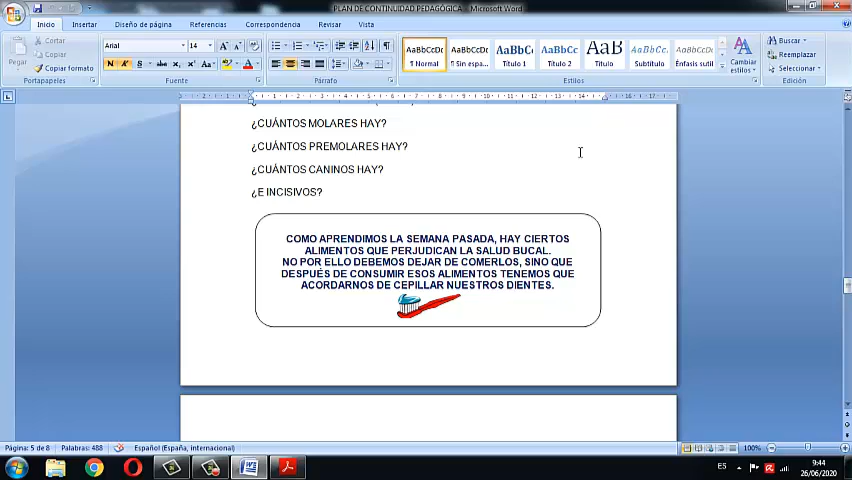 PLAN DE CONTINUIDAD PEDAGÓGICA - Microsoft Word
Inicio Insertar Diseño de página Referencias Correspondencia Revisar Vista
Pegar
Cortar
Copiar
Copiar formato
Portapapeles
Arial 14
Fuente
Párrafo
AaBbCcDc AaBbCcDc AaBbCc AaBbCc AaB AaBbCc. AaBbCcDc
¶ Normal ¶ Sin espa... Título 1 Título 2 Título Subtítulo Énfasis sutil
Cambiar estilos
Estilos
Buscar
Reemplazar
Seleccionar
Edición
¿CUÁNTOS MOLARES HAY?
¿CUÁNTOS PREMOLARES HAY?
¿CUÁNTOS CANINOS HAY?
¿E INCISIVOS?
COMO APRENDIMOS LA SEMANA PASADA, HAY CIERTOS
ALIMENTOS QUE PERJUDICAN LA SALUD BUCAL.
NO POR ELLO DEBEMOS DEJAR DE COMERLOS, SINO QUE
DESPUÉS DE CONSUMIR ESOS ALIMENTOS TENEMOS QUE
ACORDARNOS DE CEPILLAR NUESTROS DIENTES.
Página: 5 de 8 Palabras: 488 Español (España, internacional) 100%
ES 9:44
26/06/2020